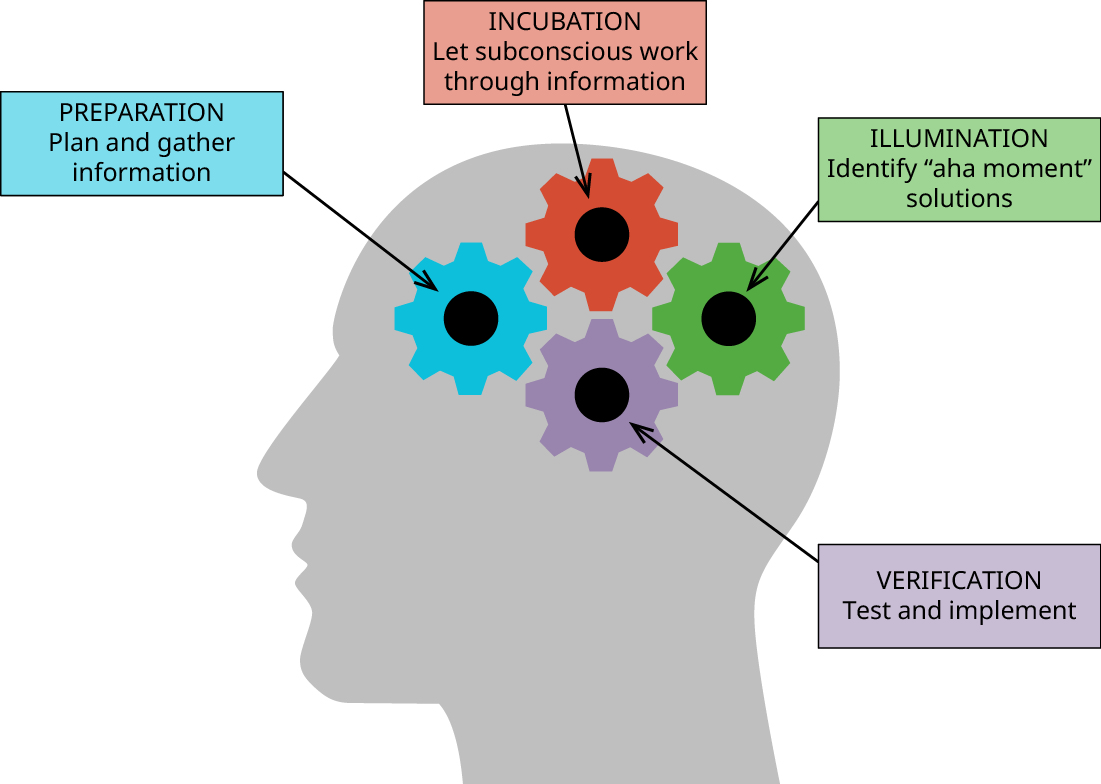 PREPARATION
Plan and gather
information
INCUBATION
Let subconscious work
through information
ILLUMINATION
Identify “aha moment”
solutions
VERIFICATION
Test and implement